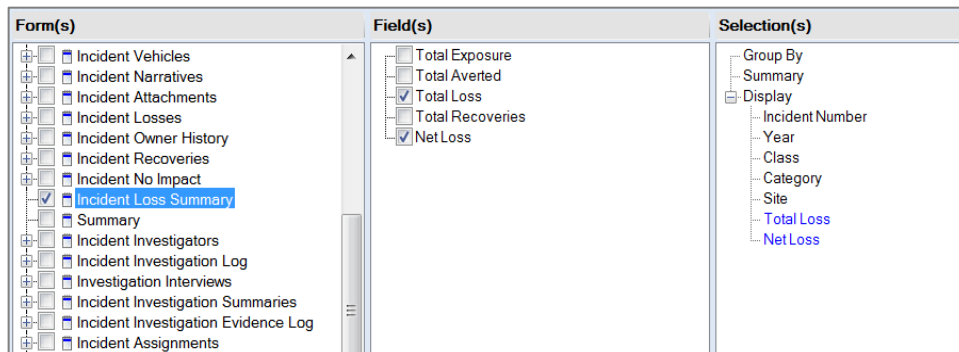 Form(s)
Incident Vehicles
Incident Narratives
Incident Attachments
Incident Losses
Incident Owner History
Incident Recoveries
Incident No Impact
Incident Loss Summary
Summary
Incident Investigators
Incident Investigation Log
Investigation Interviews
Incident Investigation Summaries
Incident Investigation Evidence Log
Incident Assignments
Field(s)
Total Exposure
Total Averted
Total Loss
Total Recoveries
Net Loss
Selection(s)
Group By
Summary
Display
Incident Number
Year
Class
Category
Site
Total Loss
Net Loss